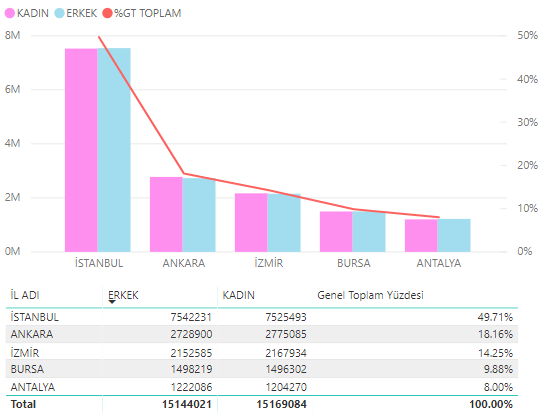 KADIN ERKEK %GT TOPLAM
8M 50%
40%
6M
30%
4M
20%
2M
10%
0M 0%
İSTANBUL ANKARA İZMİR BURSA ANTALYA
İL ADI ERKEK KADIN Genel Toplam Yüzdesi
İSTANBUL 7542231 7525493 49.71%
ANKARA 2728900 2775085 18.16%
İZMİR 2152585 2167934 14.25%
BURSA 1498219 1496302 9.88%
ANTALYA 1222086 1204270 8.00%
Total 15144021 15169084 100.00%